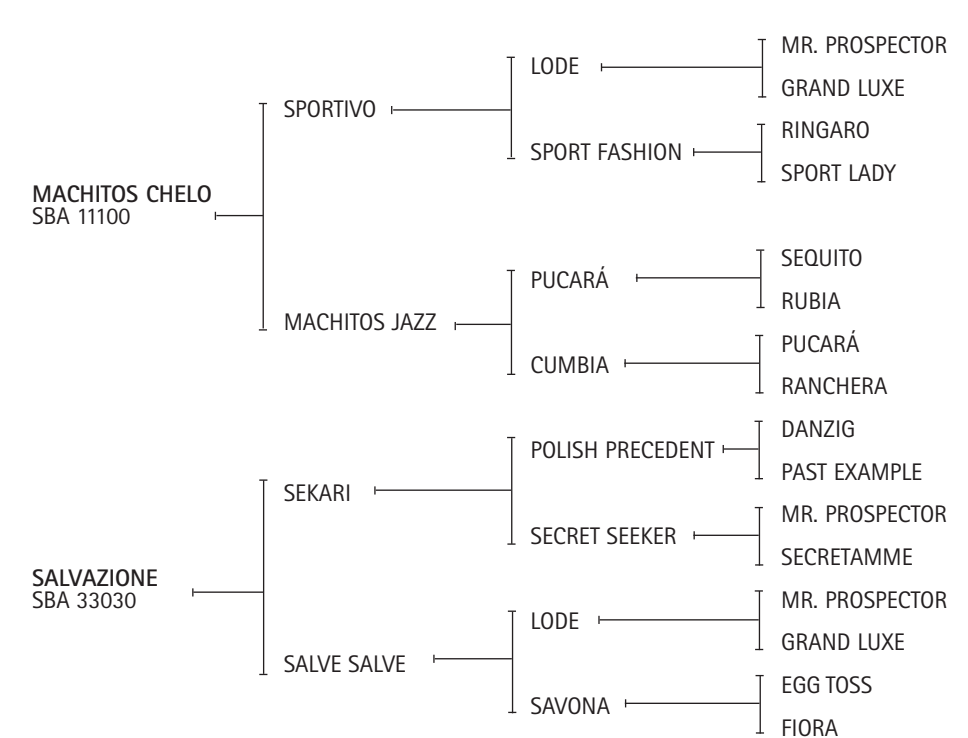 MR. PROSPECTOR
LODE
GRAND LUXE
SPORTIVO
RINGARO
SPORT FASHION
SPORT LADY
MACHITOS CHELO
SBA 11100
SEQUITO
PUCARÁ
RUBIA
MACHITOS JAZZ
PUCARÁ
CUMBIA
RANCHERA
DANZIG
POLISH PRECEDENT
PAST EXAMPLE
SEKARI
MR. PROSPECTOR
SECRET SEEKER
SECRETAMME
SALVAZIONE
SBA 33030
MR. PROSPECTOR
LODE
GRAND LUXE
SALVE SALVE
EGG TOSS
SAVONA
FIORA